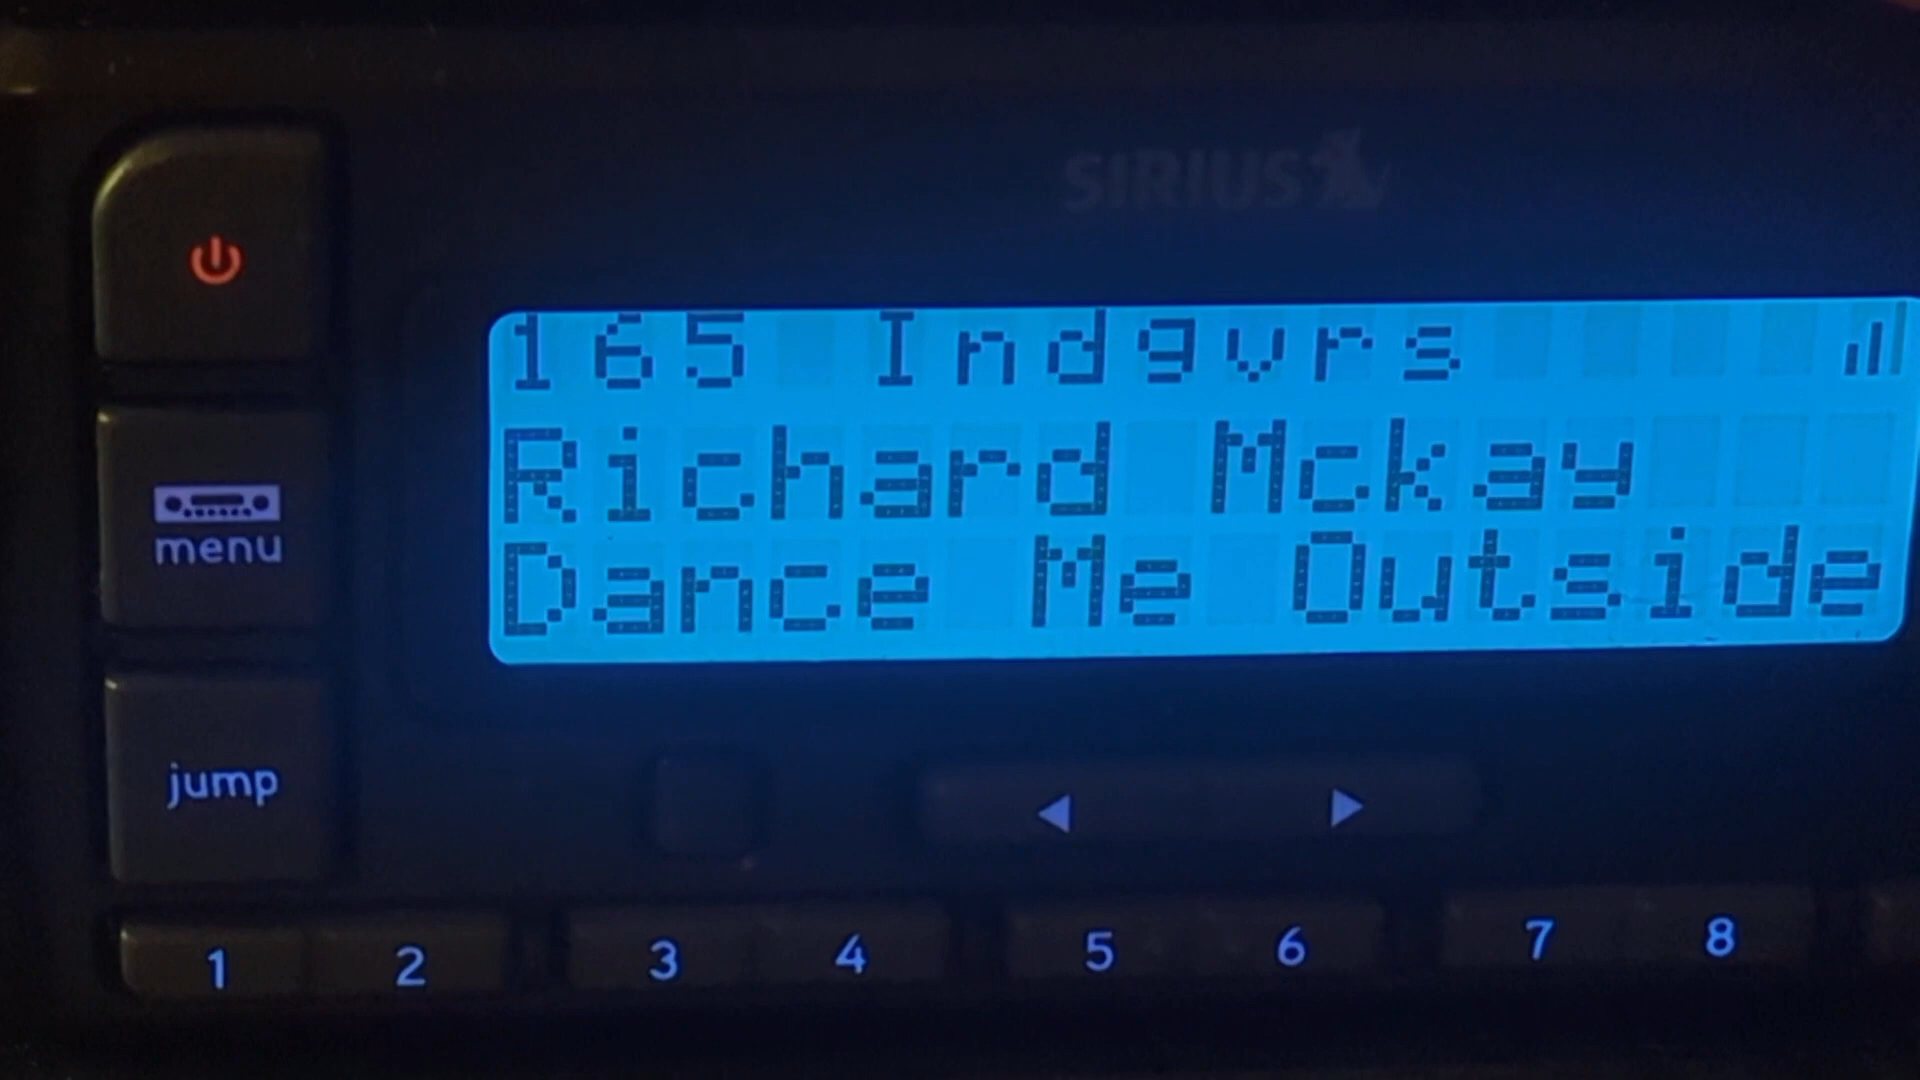 SIRIUS
165 Indgvrs
Richard Mckay
Dance Me Outside
menu
jump
1 2 3 4 5 6 7 8